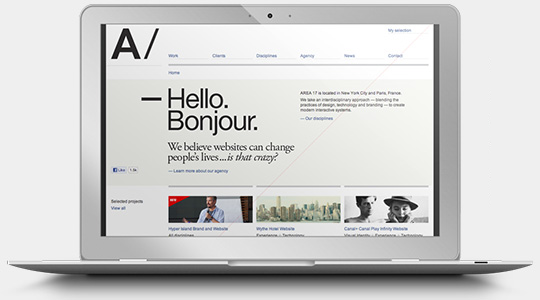 A/
My selection
Work Clients Disciplines Agency News Contact
Home
— Hello.
Bonjour.
We believe websites can change
people's lives...is that crazy?
— Learn more about our agency
AREA 17 is located in New York City and Paris, France.
We take an interdisciplinary approach — blending the
practices of design, technology and branding — to create
modern interactive systems.
— Our disciplines
Like 1.3k
Selected projects
View all
NEW
Hyper Island Brand and Website
All disciplines
Wythe Hotel Website
Experience + Technology
Canal+ Canal Play Infinity Website
Visual Identity + Experience + Technology